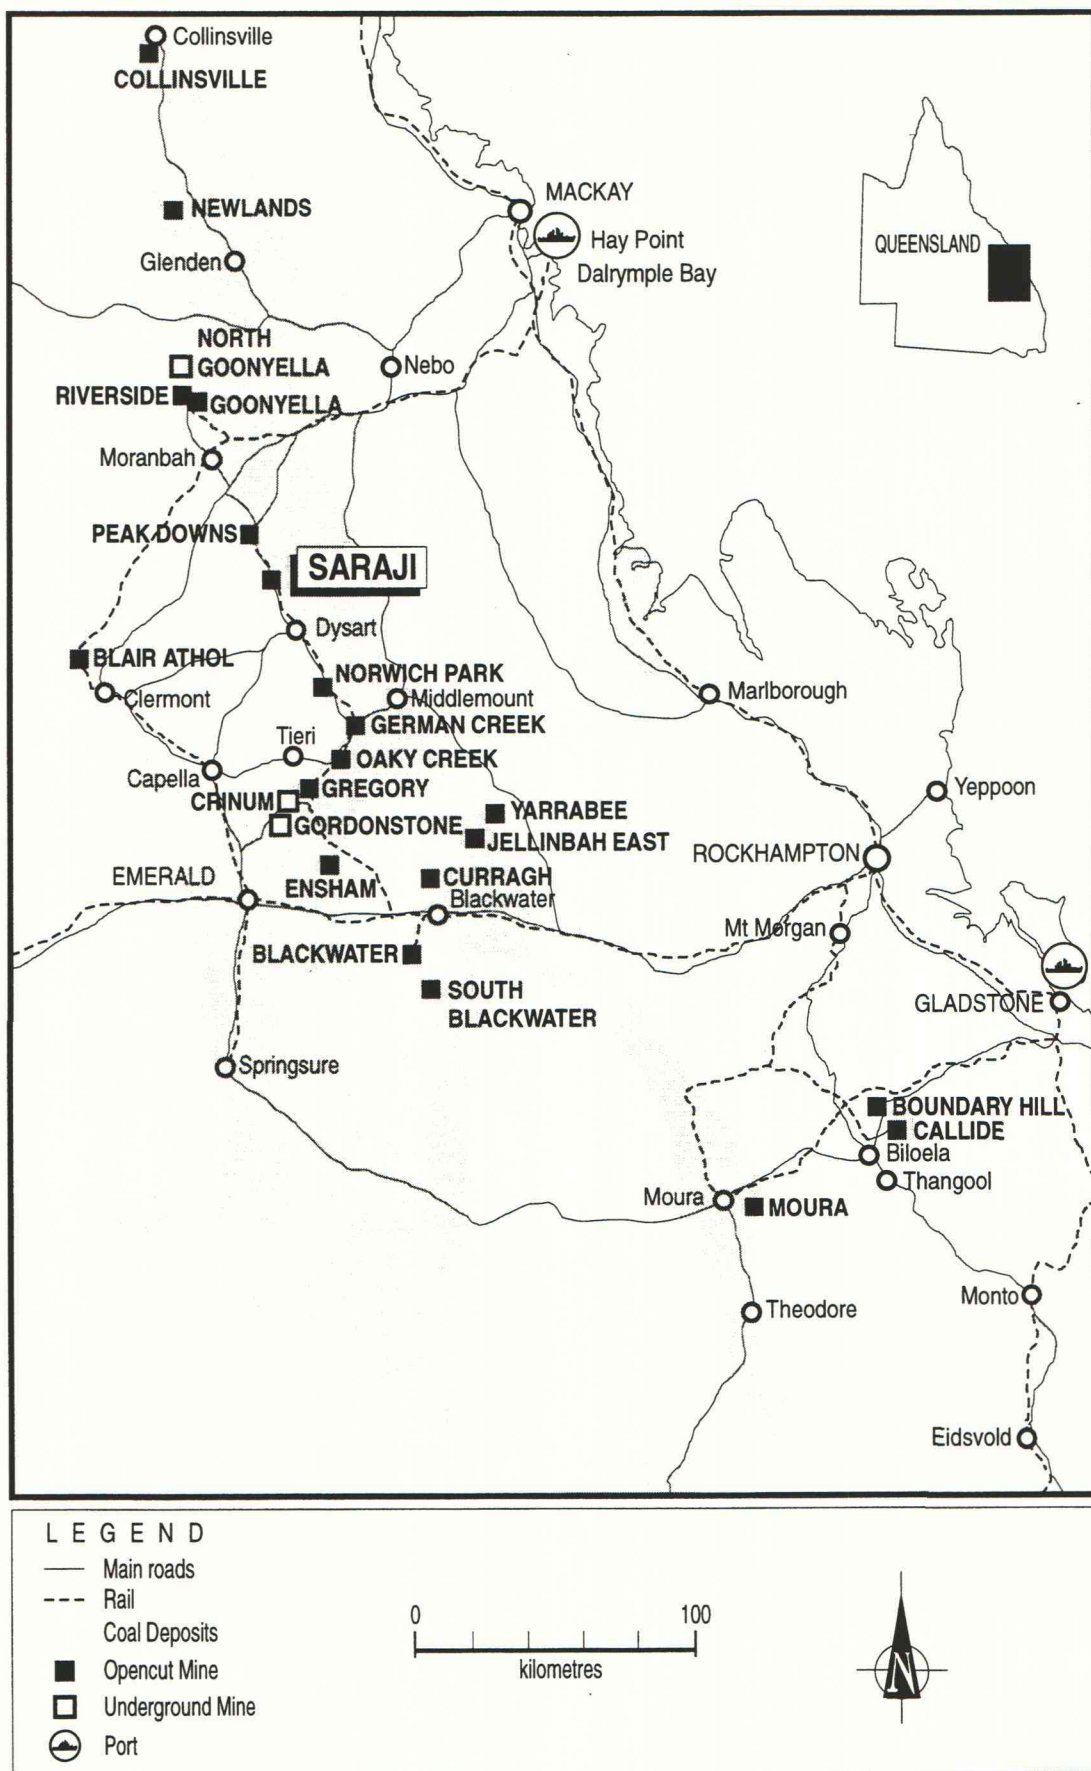 Collinsville
COLLINSVILLE
NEWLANDS
MACKAY
Hay Point
Dalrymple Bay
QUEENSLAND
Glenden
NORTH
GOONYELLA
Nebo
RIVERSIDE
GOONYELLA
Moranbah
PEAK DOWNS
SARAJI
Dysart
BLAIR ATHOL
NORWICH PARK
Clermont
Middlemount
Marlborough
GERMAN CREEK
Tieri
OAKY CREEK
Capella
GREGORY
Yeppoon
CRINUM
YARRABEE
GORDONSTONE
JELLINBAH EAST
ROCKHAMPTON
EMERALD
ENSHAM
CURRAGH
Blackwater
Mt Morgan
BLACKWATER
SOUTH
BLACKWATER
GLADSTONE
Springsure
BOUNDARY HILL
CALLIDE
Biloela
Thangool
Moura
MOURA
Monto
Theodore
Eidsvold
LEGEND
Main roads
Rail
Coal Deposits
Opencut Mine
Underground Mine
Port
0 100
kilometres
N